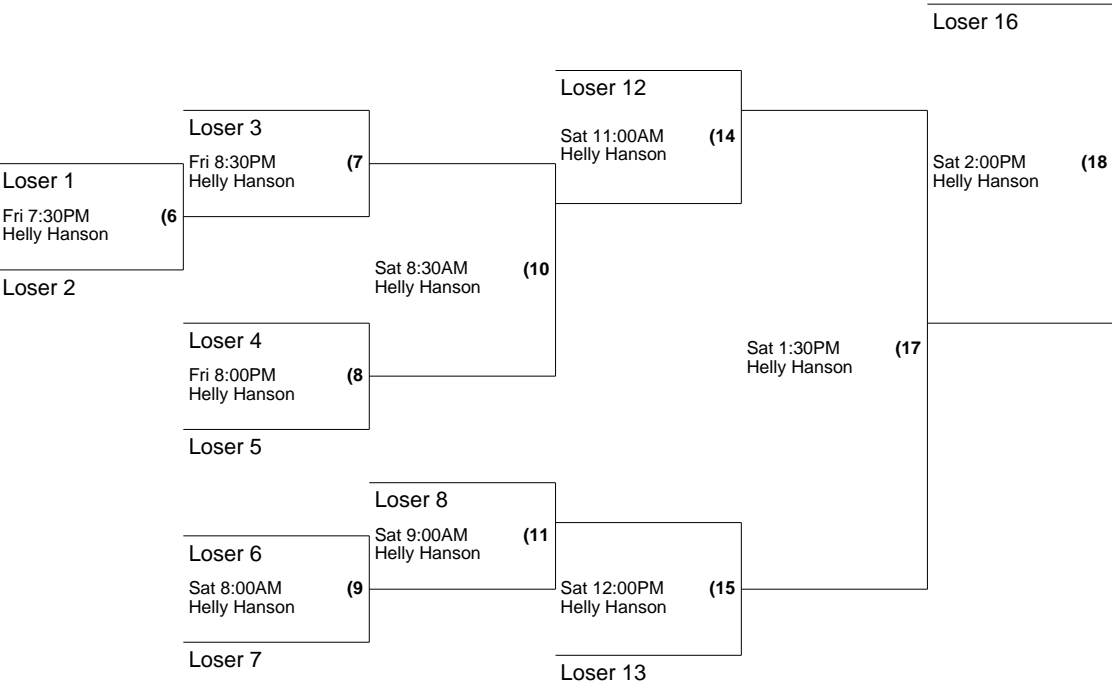 Loser 16
Loser 12
Loser 3
Sat 11:00AM (14
Helly Hanson
Fri 8:30PM (7
Helly Hanson
Sat 2:00PM (18
Helly Hanson
Loser 1
Fri 7:30PM (6
Helly Hanson
Sat 8:30AM (10
Helly Hanson
Loser 2
Loser 4
Sat 1:30PM (17
Helly Hanson
Fri 8:00PM (8
Helly Hanson
Loser 5
Loser 8
Sat 9:00AM (11
Helly Hanson
Loser 6
Sat 8:00AM (9
Helly Hanson
Sat 12:00PM (15
Helly Hanson
Loser 7
Loser 13